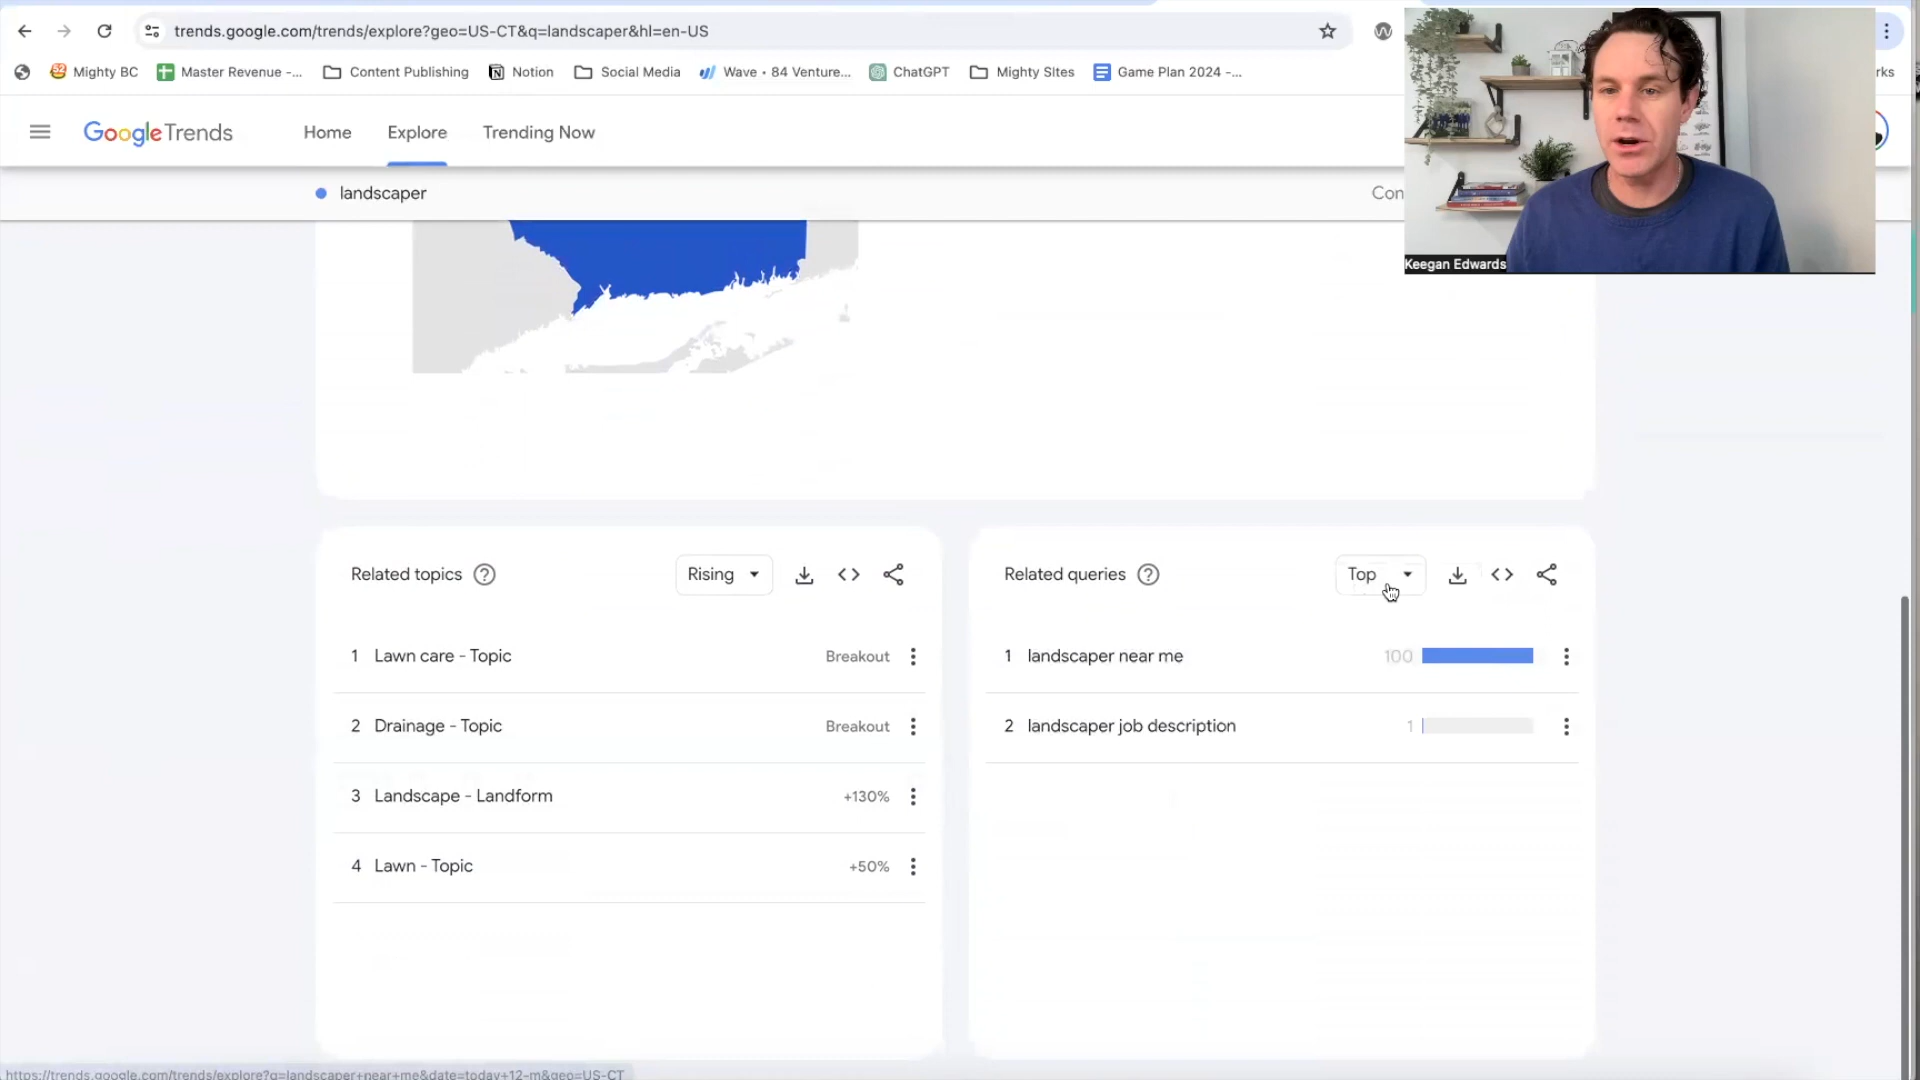 trends.google.com/trends/explore?geo=US-CT&q=landscaper&hl=en-US
Mighty BC
Master Revenue -...
Content Publishing
Notion
Social Media
Wave • 84 Venture...
ChatGPT
Mighty SItes
Game Plan 2024 -...
rks
Google Trends
Home
Explore
Trending Now
landscaper
Con
Keegan Edwards
Related topics
Rising
1 Lawn care - Topic Breakout
2 Drainage - Topic Breakout
3 Landscape - Landform +130%
4 Lawn - Topic +50%
Related queries
Top
1 landscaper near me 100
2 landscaper job description 1
https://trends.google.com/trends/explore?q=landscaper+near+me&date=today+12-m&geo=US-CT